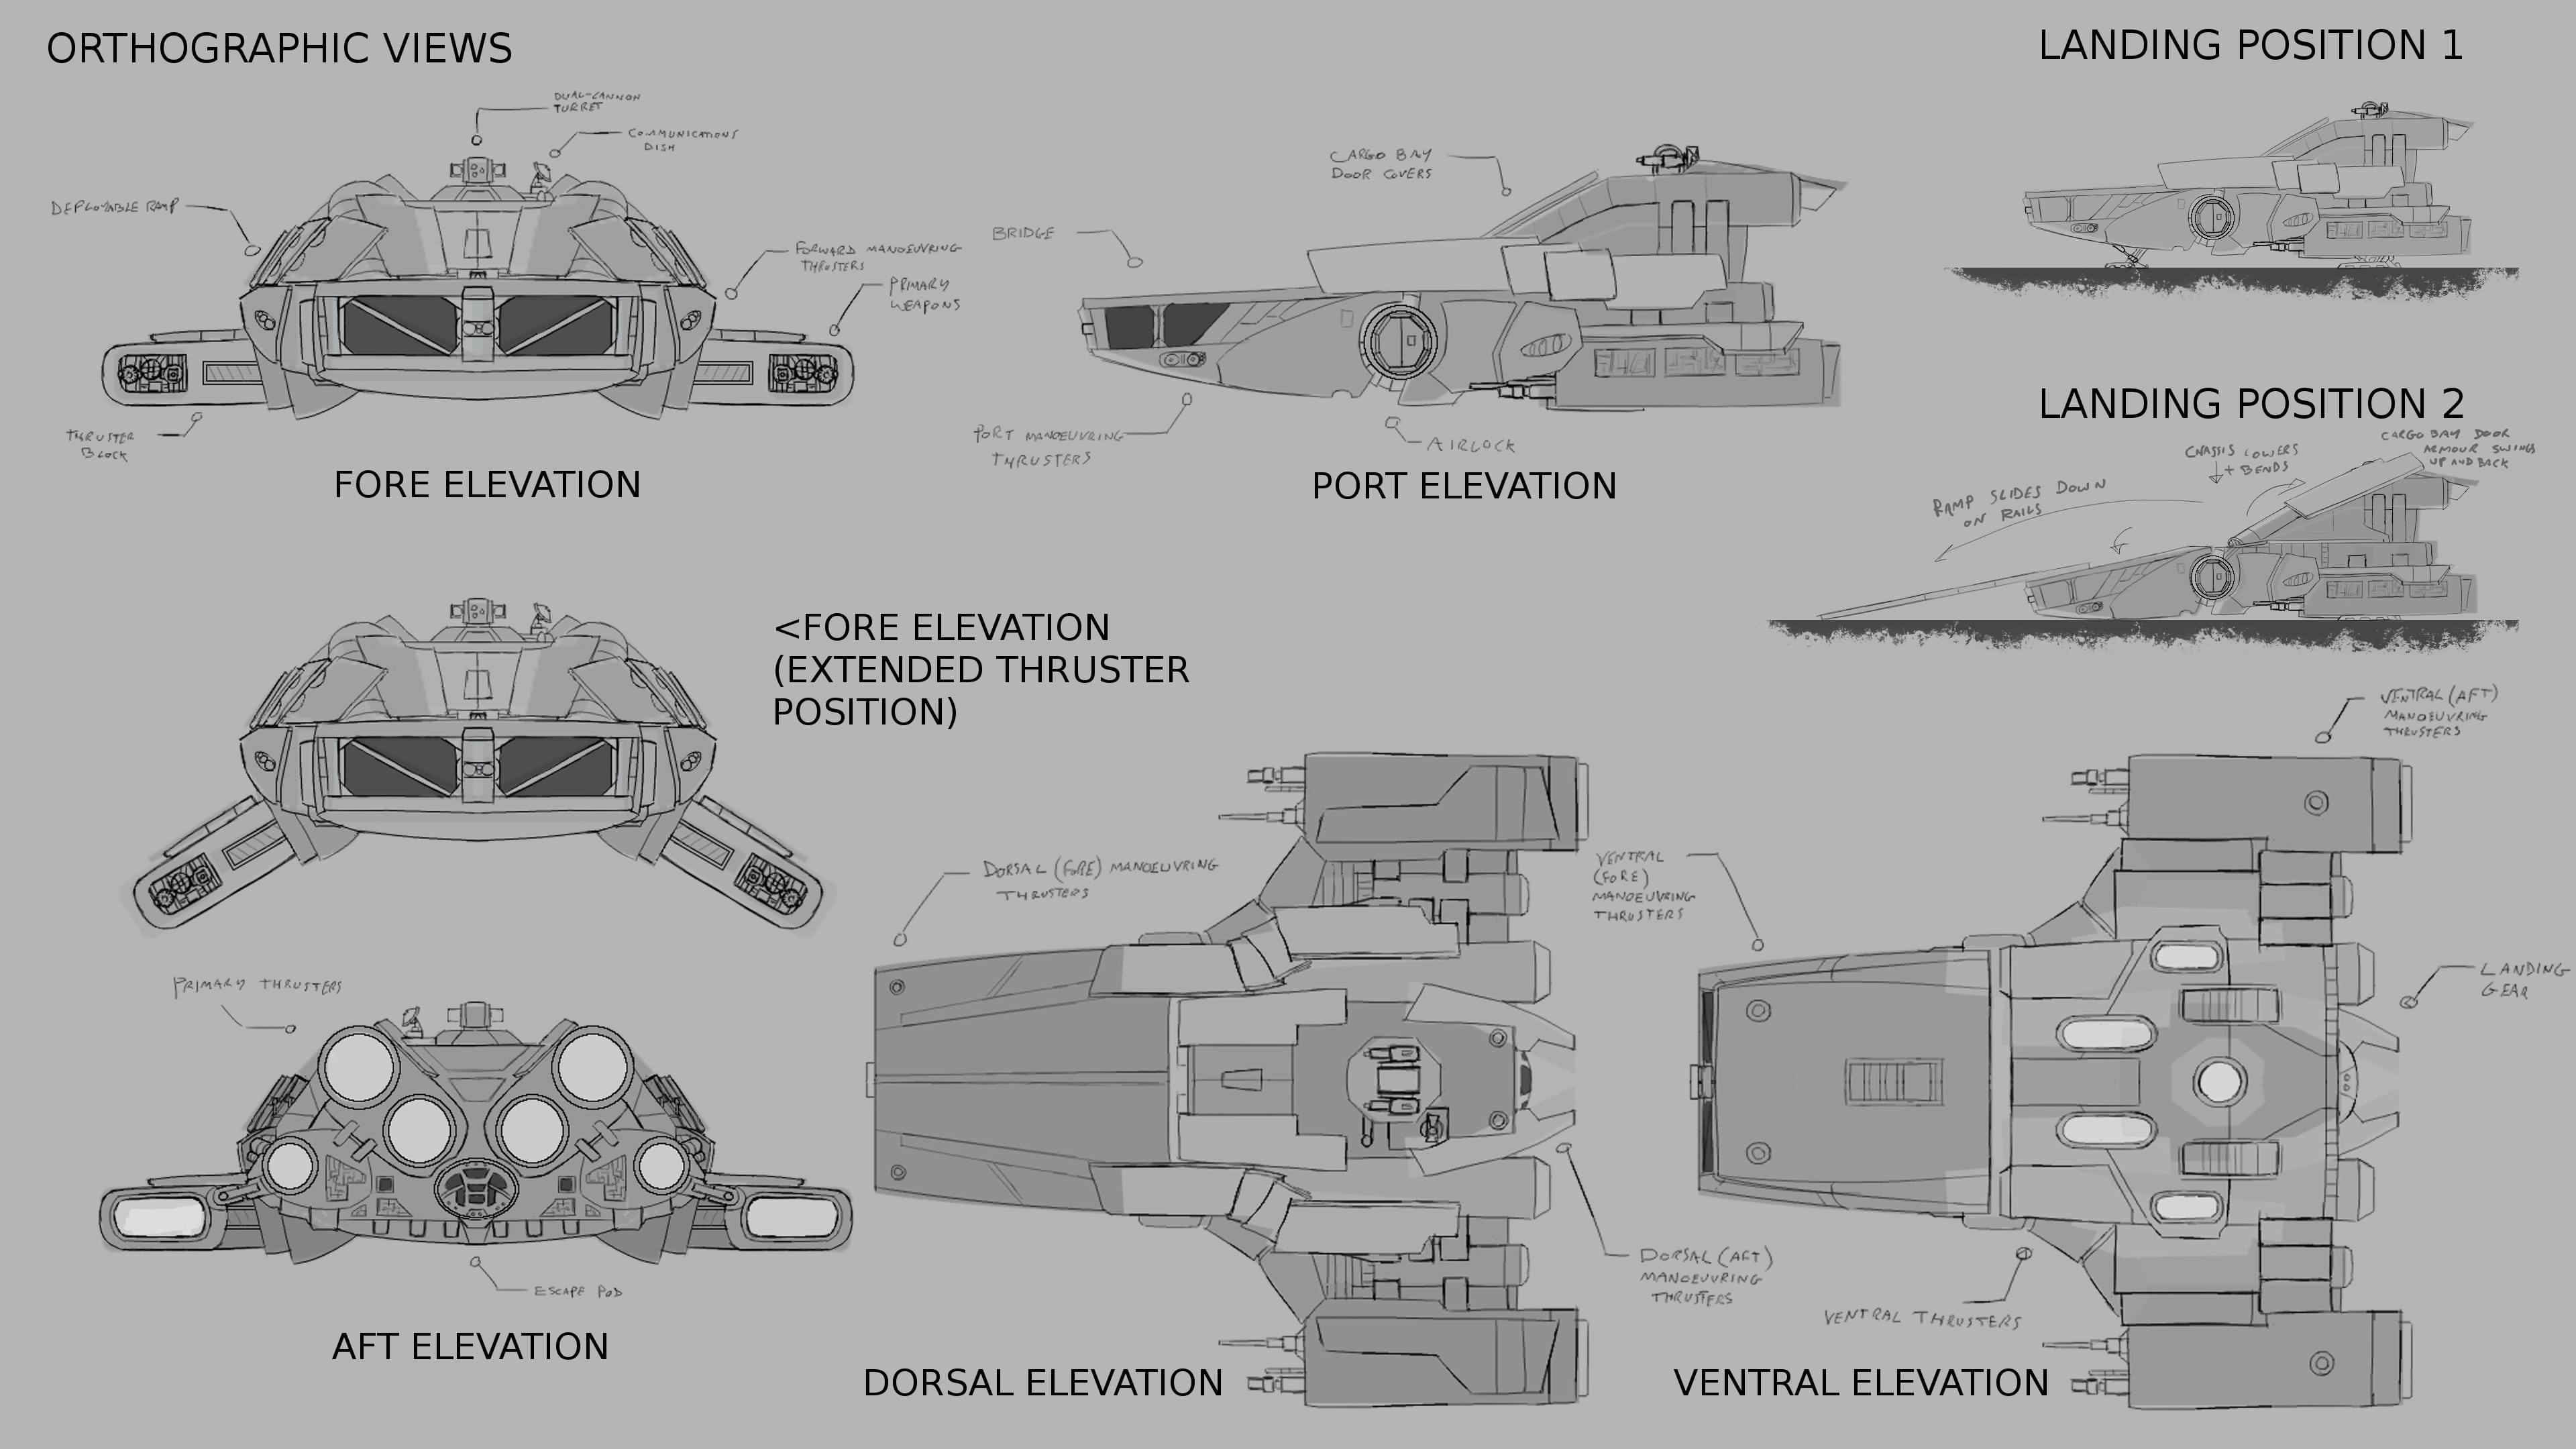 ORTHOGRAPHIC VIEWS
DUAL-CANNON
TURRET
COMMUNICATIONS
DISH
DEPLOYABLE RAMP
FORWARD MANOEUVRING
THRUSTERS
PRIMARY
WEAPONS
THRUSTER
BLOCK
FORE ELEVATION
CARGO BAY
DOOR COVERS
BRIDGE
PORT MANOEUVRING
THRUSTERS
AIRLOCK
PORT ELEVATION
LANDING POSITION 1
LANDING POSITION 2
CHASSIS LOWERS
+ BENDS
CARGO BAY DOOR
ARMOUR SWINGS
UP AND BACK
RAMP SLIDES DOWN
ON RAILS
<FORE ELEVATION
(EXTENDED THRUSTER
POSITION)
PRIMARY THRUSTERS
ESCAPE POD
AFT ELEVATION
DORSAL (FORE) MANOEUVRING
THRUSTERS
DORSAL (AFT)
MANOEUVRING
THRUSTERS
DORSAL ELEVATION
VENTRAL
(FORE)
MANOEUVRING
THRUSTERS
VENTRAL (AFT)
MANOEUVRING
THRUSTERS
LANDING
GEAR
VENTRAL THRUSTERS
VENTRAL ELEVATION